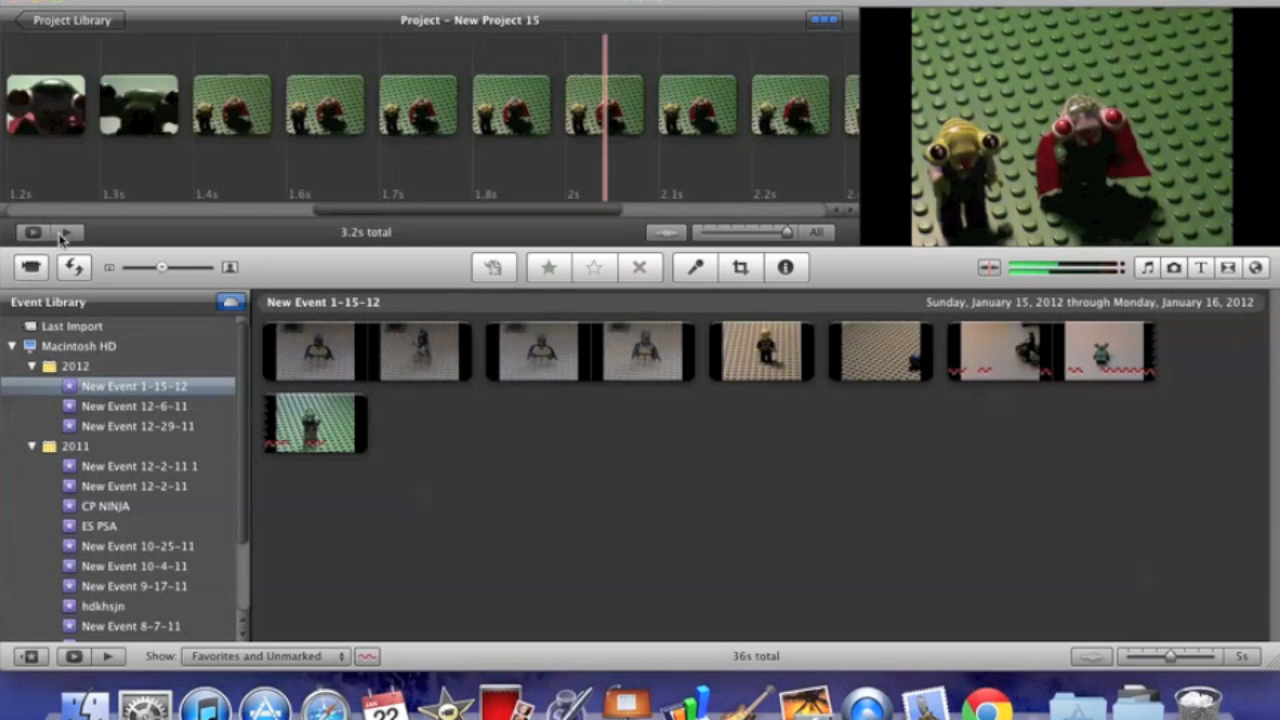 Project Library
Project – New Project 15
1.2s 1.3s 1.4s 1.6s 1.7s 1.8s 2s 2.1s 2.2s
3.2s total
All
Event Library
New Event 1-15-12
Sunday, January 15, 2012 through Monday, January 16, 2012
Last Import
Macintosh HD
2012
New Event 1-15-12
New Event 12-6-11
New Event 12-29-11
2011
New Event 12-2-11 1
New Event 12-2-11
CP NINJA
ES PSA
New Event 10-25-11
New Event 10-4-11
New Event 9-17-11
hdkhsjn
New Event 8-7-11
Show: Favorites and Unmarked
36s total
5s
22